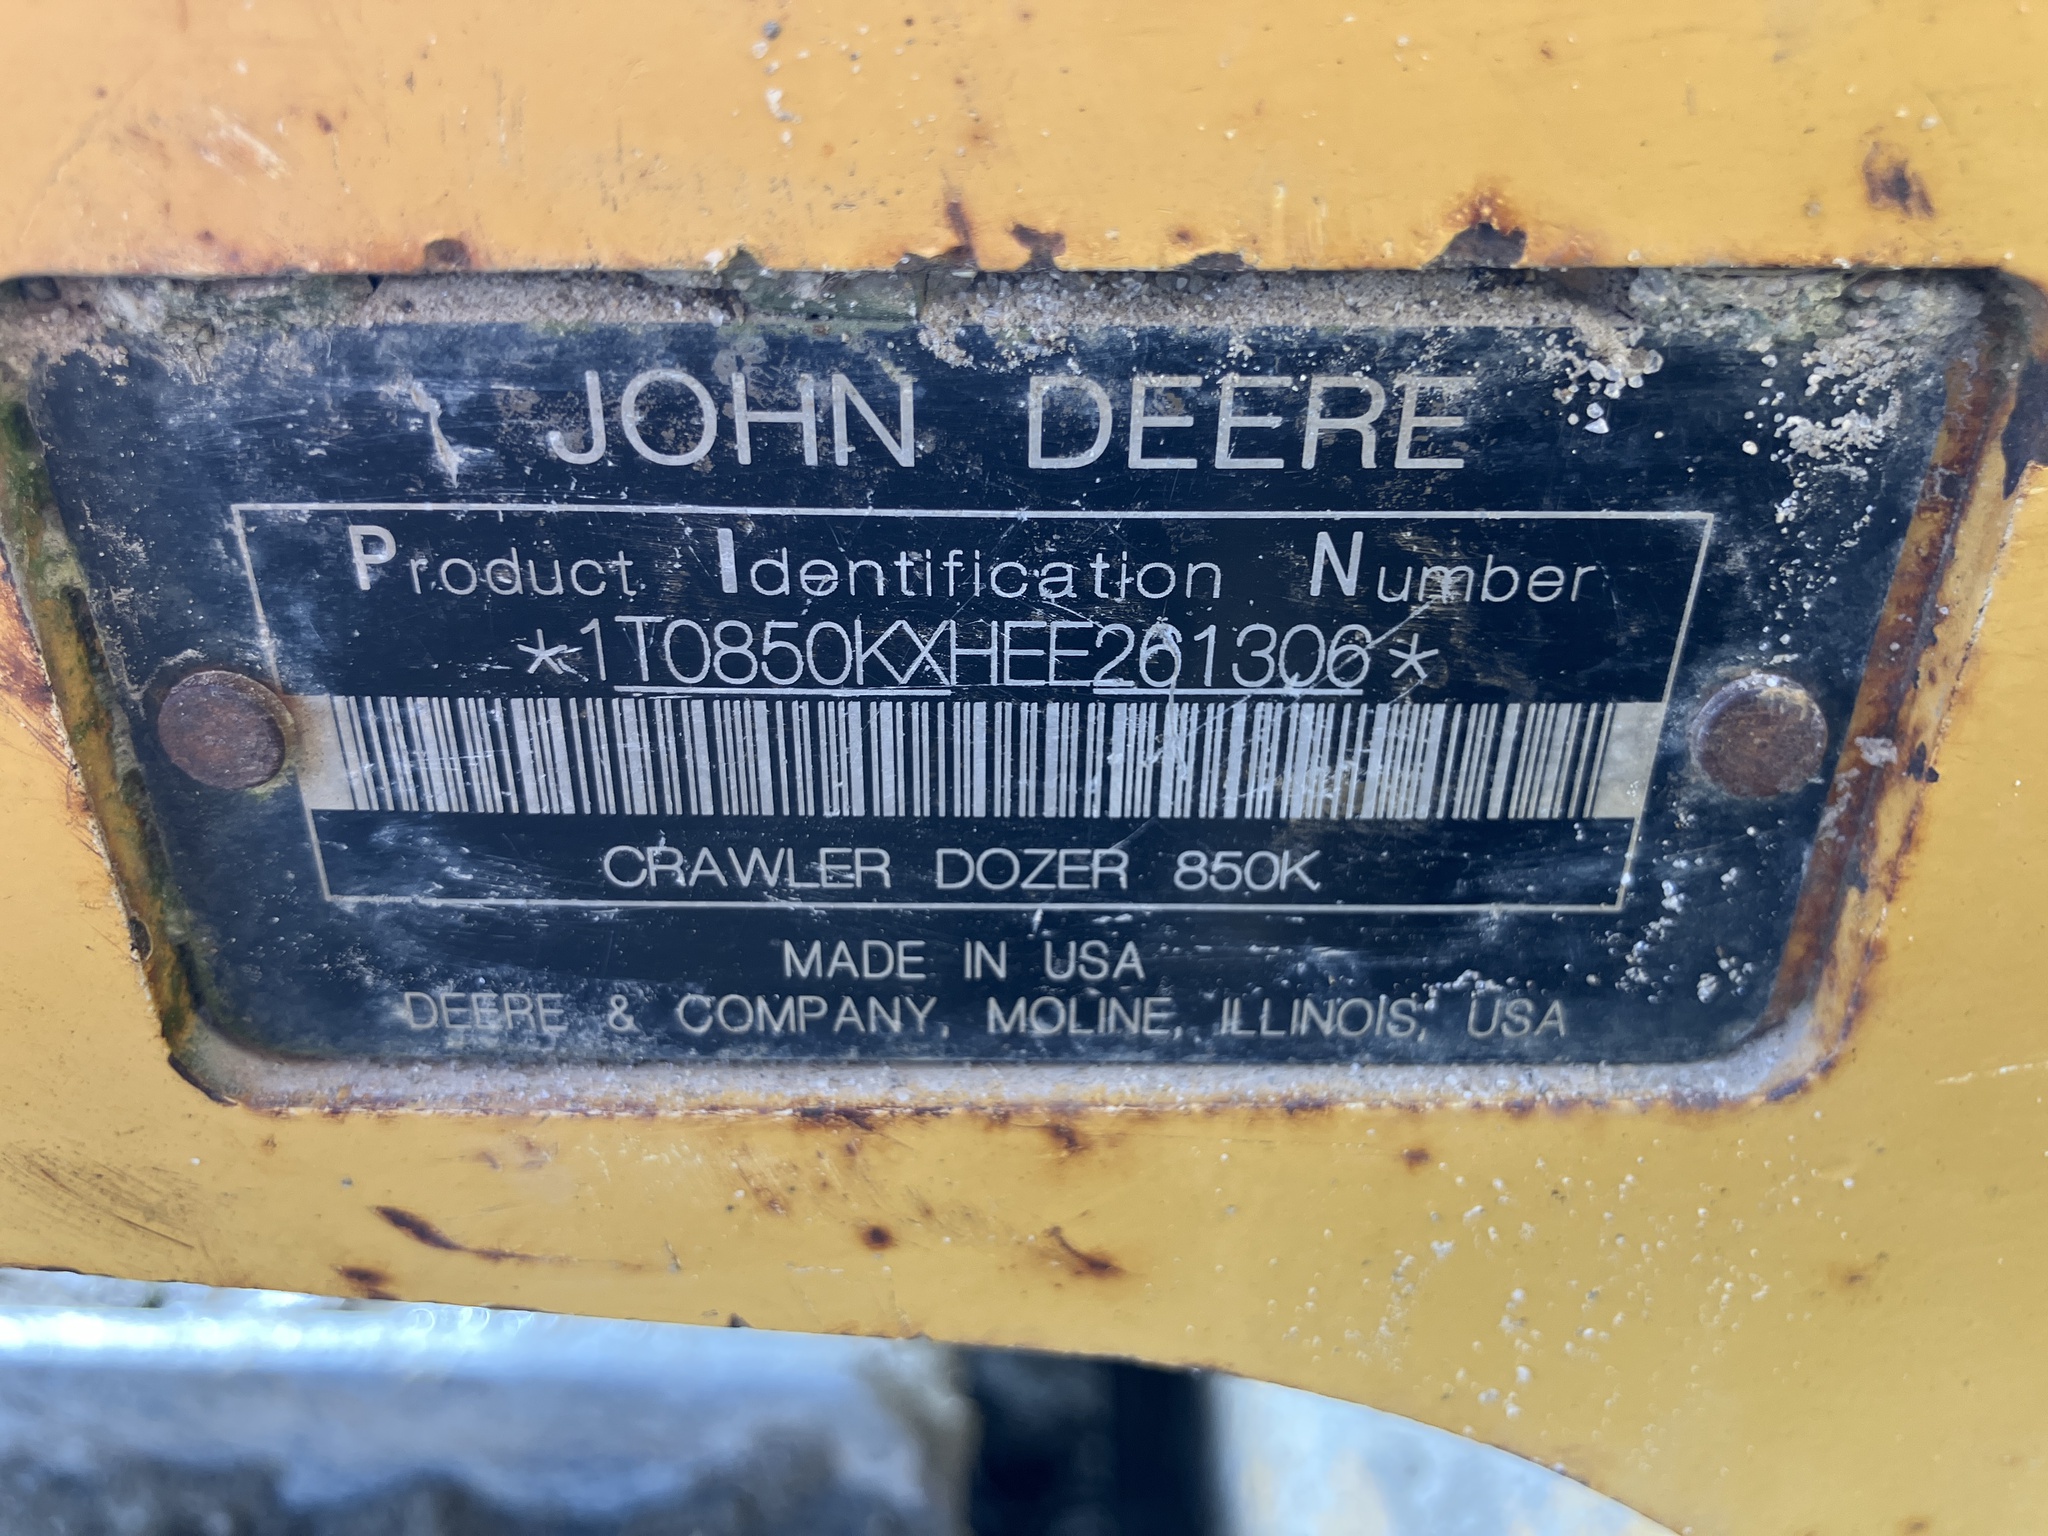 JOHN DEERE
Product Identification Number
*1T0850KXHEE261306*
CRAWLER DOZER 850K
MADE IN USA
DEERE & COMPANY, MOLINE, ILLINOIS, USA